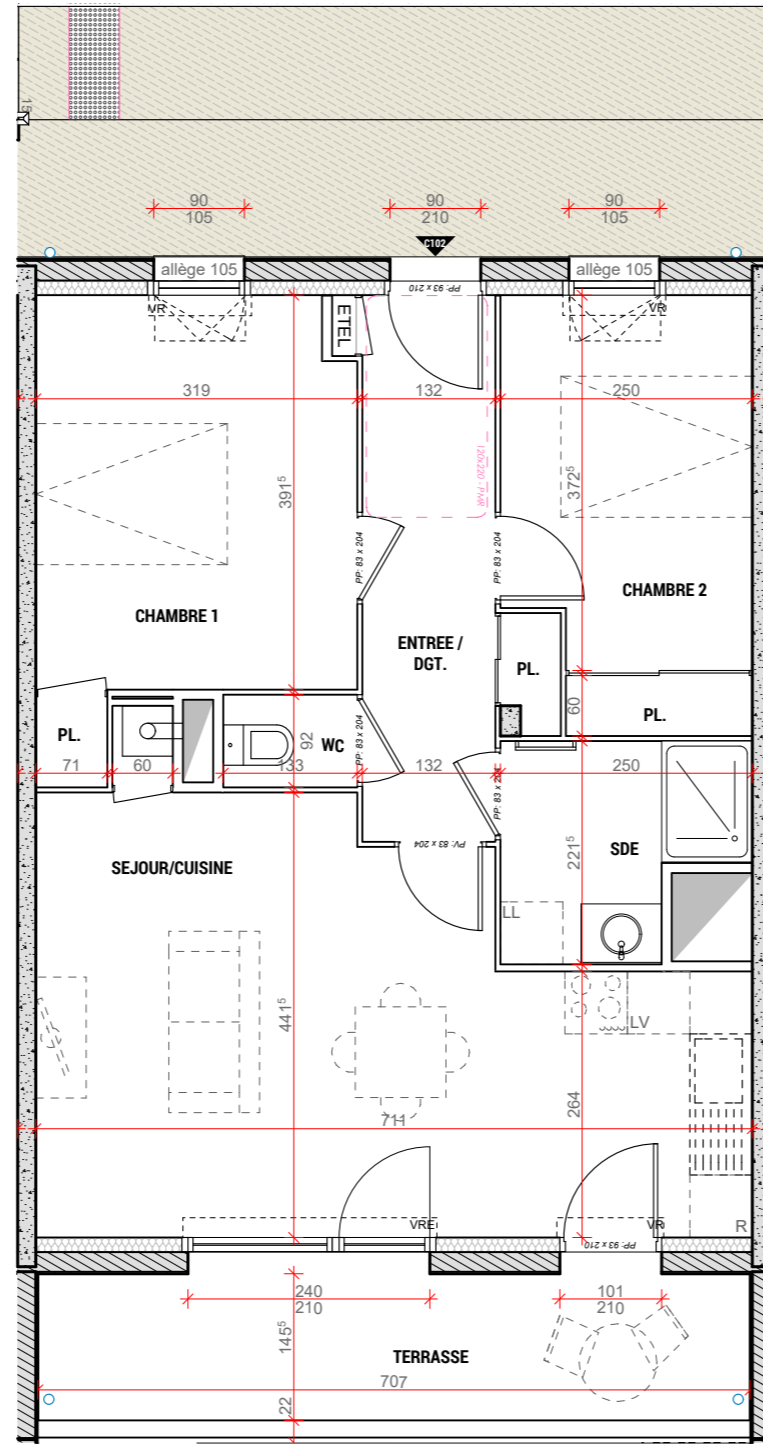 15
90
105
90
210
90
105
C102
allège 105
allège 105
PP: 93 x 210
VR
VR
ETEL
319
132
250
391⁵
372⁵
120x220 - PMR
PP: 83 x 204
PP: 83 x 204
CHAMBRE 1
CHAMBRE 2
ENTREE /
DGT.
PL.
60
PL.
PL.
92
WC
PP: 83 x 204
71
60
133
132
250
PP: 83 x 204
PV: 83 x 204
SEJOUR/CUISINE
221⁵
SDE
LL
441⁵
LV
264
711
VRE
VR
R
PP: 93 x 210
240
210
101
210
145⁵
TERRASSE
707
22